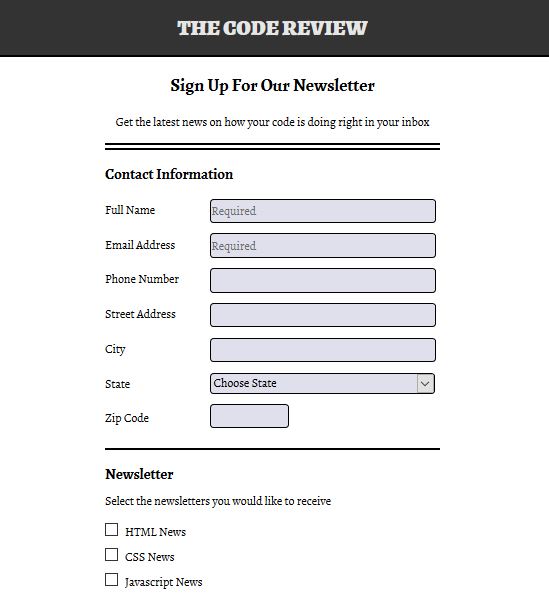 THE CODE REVIEW
Sign Up For Our Newsletter
Get the latest news on how your code is doing right in your inbox
Contact Information
Full Name Required
Email Address Required
Phone Number
Street Address
City
State Choose State
Zip Code
Newsletter
Select the newsletters you would like to receive
HTML News
CSS News
Javascript News